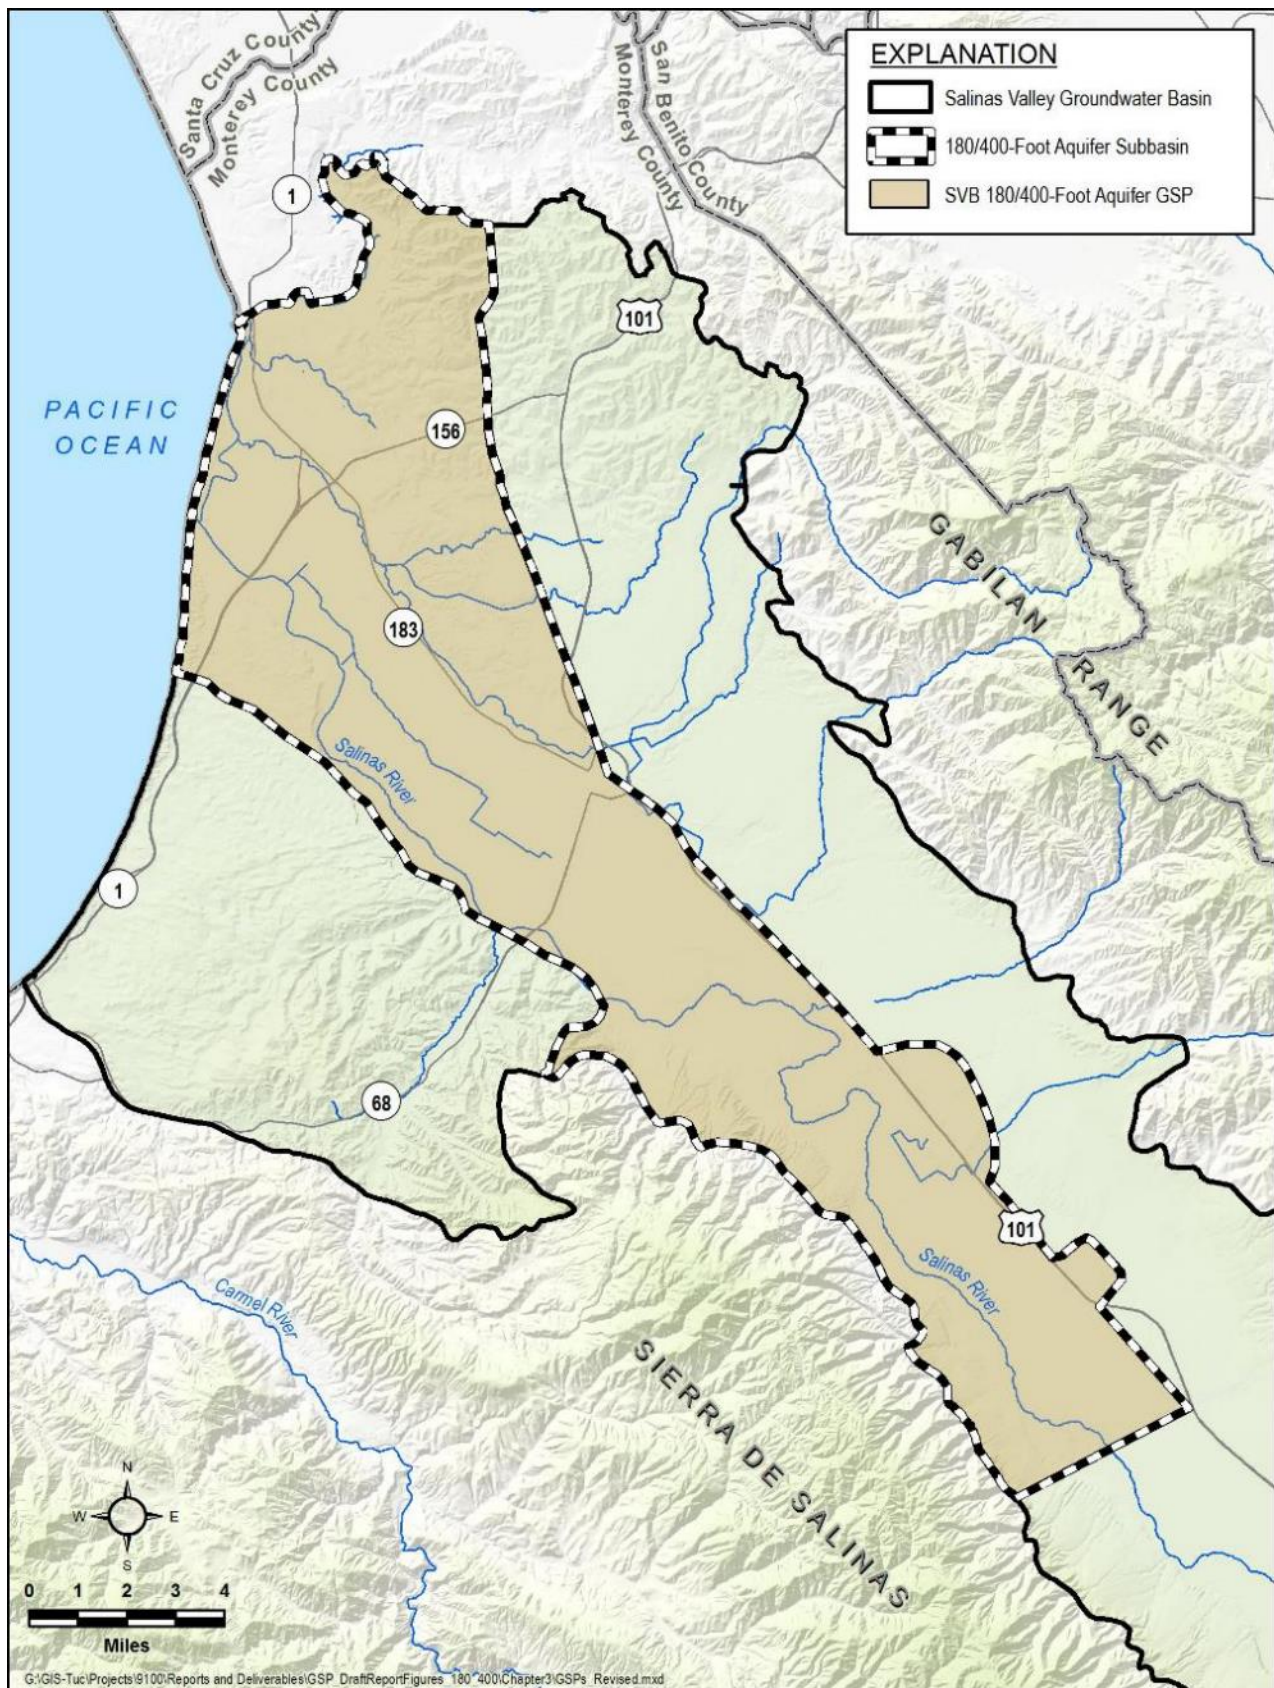 EXPLANATION
Salinas Valley Groundwater Basin
180/400-Foot Aquifer Subbasin
SVB 180/400-Foot Aquifer GSP
Santa Cruz County
Monterey County
San Benito County
Monterey County
1
101
PACIFIC
OCEAN
156
GABILAN
RANGE
183
Salinas River
1
68
101
Salinas River
Carmel River
SIERRA DE SALINAS
N
W
E
S
0 1 2 3 4
Miles
G:\GIS-Tuc\Projects\9100\Reports and Deliverables\GSP_DraftReportFigures_180_400\Chapter3\GSPs_Revised.mxd